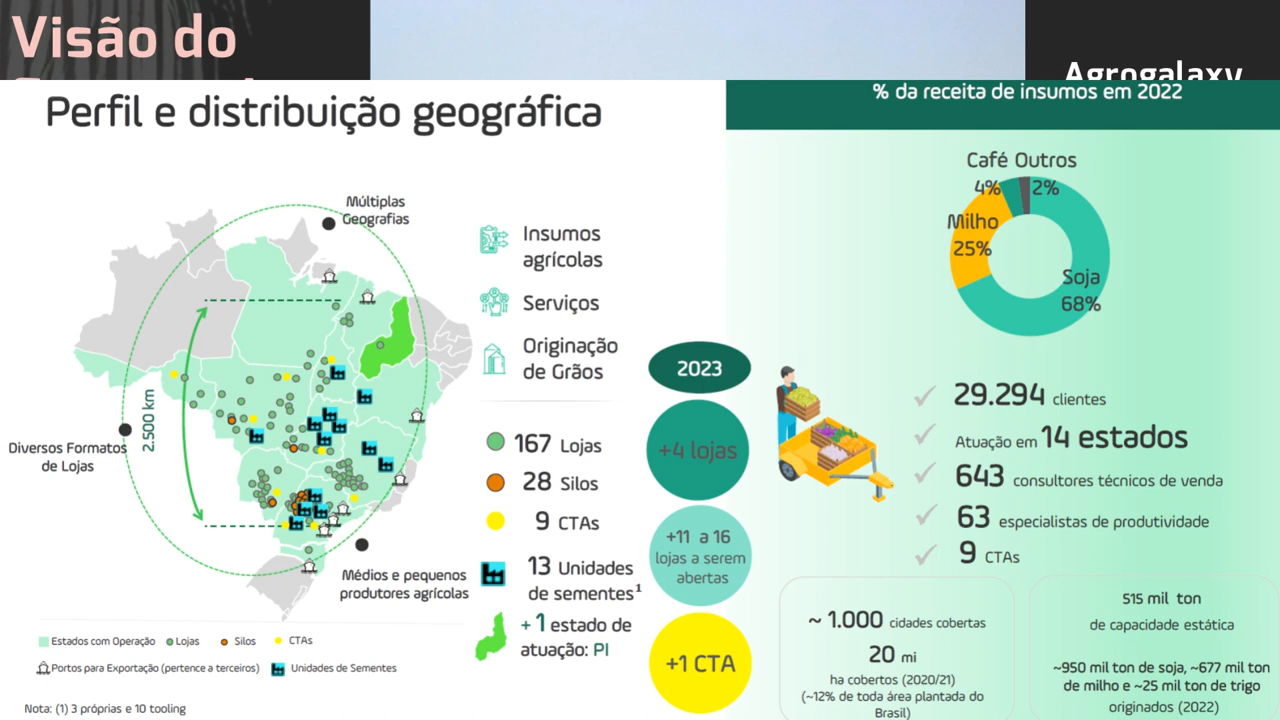 Visão do
Agrogalaxy
Perfil e distribuição geográfica
Múltiplas
Geografias
2.500 km
Diversos Formatos
de Lojas
Médios e pequenos
produtores agrícolas
Estados com Operação
Lojas
Silos
CTAs
Portos para Exportação (pertence a terceiros)
Unidades de Sementes
Nota: (1) 3 próprias e 10 tooling
Insumos
agrícolas
Serviços
Originação
de Grãos
167 Lojas
28 Silos
9 CTAs
13 Unidades
de sementes¹
+ 1 estado de
atuação: PI
2023
+4 lojas
+11 a 16
lojas a serem
abertas
+1 CTA
% da receita de insumos em 2022
Café Outros
4% 2%
Milho
25%
Soja
68%
29.294 clientes
Atuação em 14 estados
643 consultores técnicos de venda
63 especialistas de produtividade
9 CTAs
~ 1.000 cidades cobertas
20 mi
ha cobertos (2020/21)
(~12% de toda área plantada do
Brasil)
515 mil ton
de capacidade estática
~950 mil ton de soja, ~677 mil ton
de milho e ~25 mil ton de trigo
originados (2022)